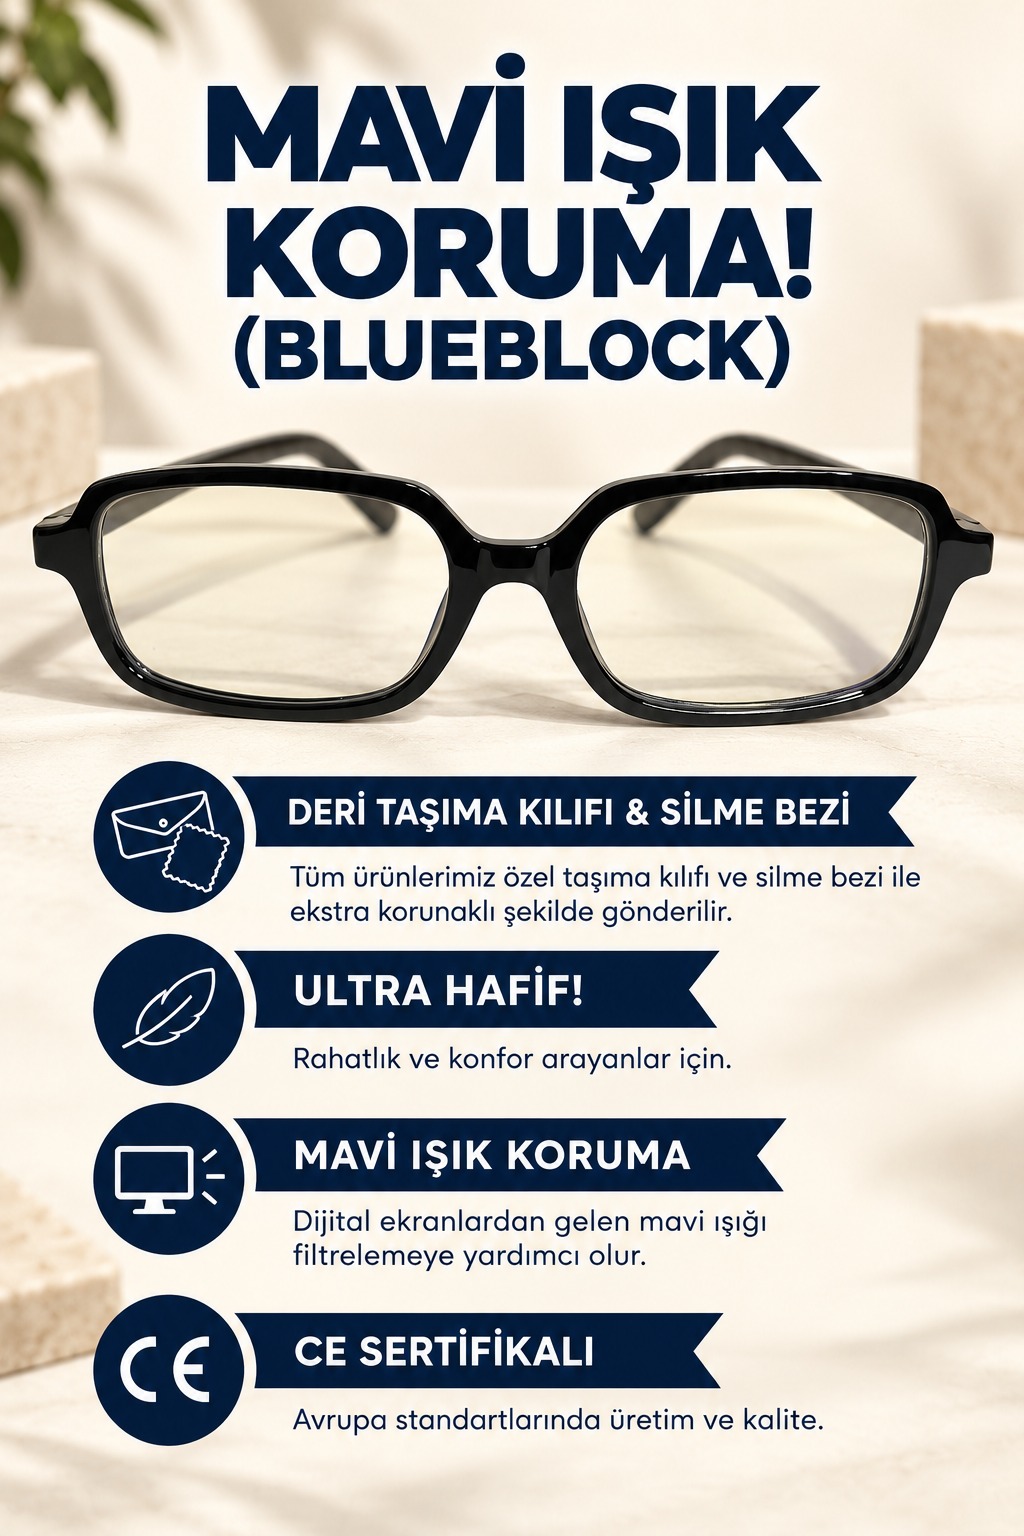 MAVİ IŞIK
KORUMA!
(BLUEBLOCK)
DERİ TAŞIMA KILIFI & SİLME BEZİ
Tüm ürünlerimiz özel taşıma kılıfı ve silme bezi ile
ekstra korunaklı şekilde gönderilir.
ULTRA HAFİF!
Rahatlık ve konfor arayanlar için.
MAVİ IŞIK KORUMA
Dijital ekranlardan gelen mavi ışığı
filtrelemeye yardımcı olur.
CE
CE SERTİFİKALI
Avrupa standartlarında üretim ve kalite.